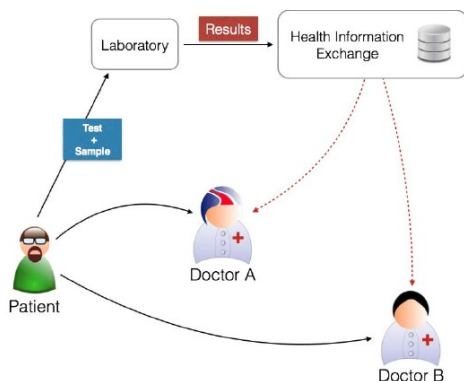 Laboratory
Results
Health Information
Exchange
Test
+
Sample
Patient
Doctor A
Doctor B